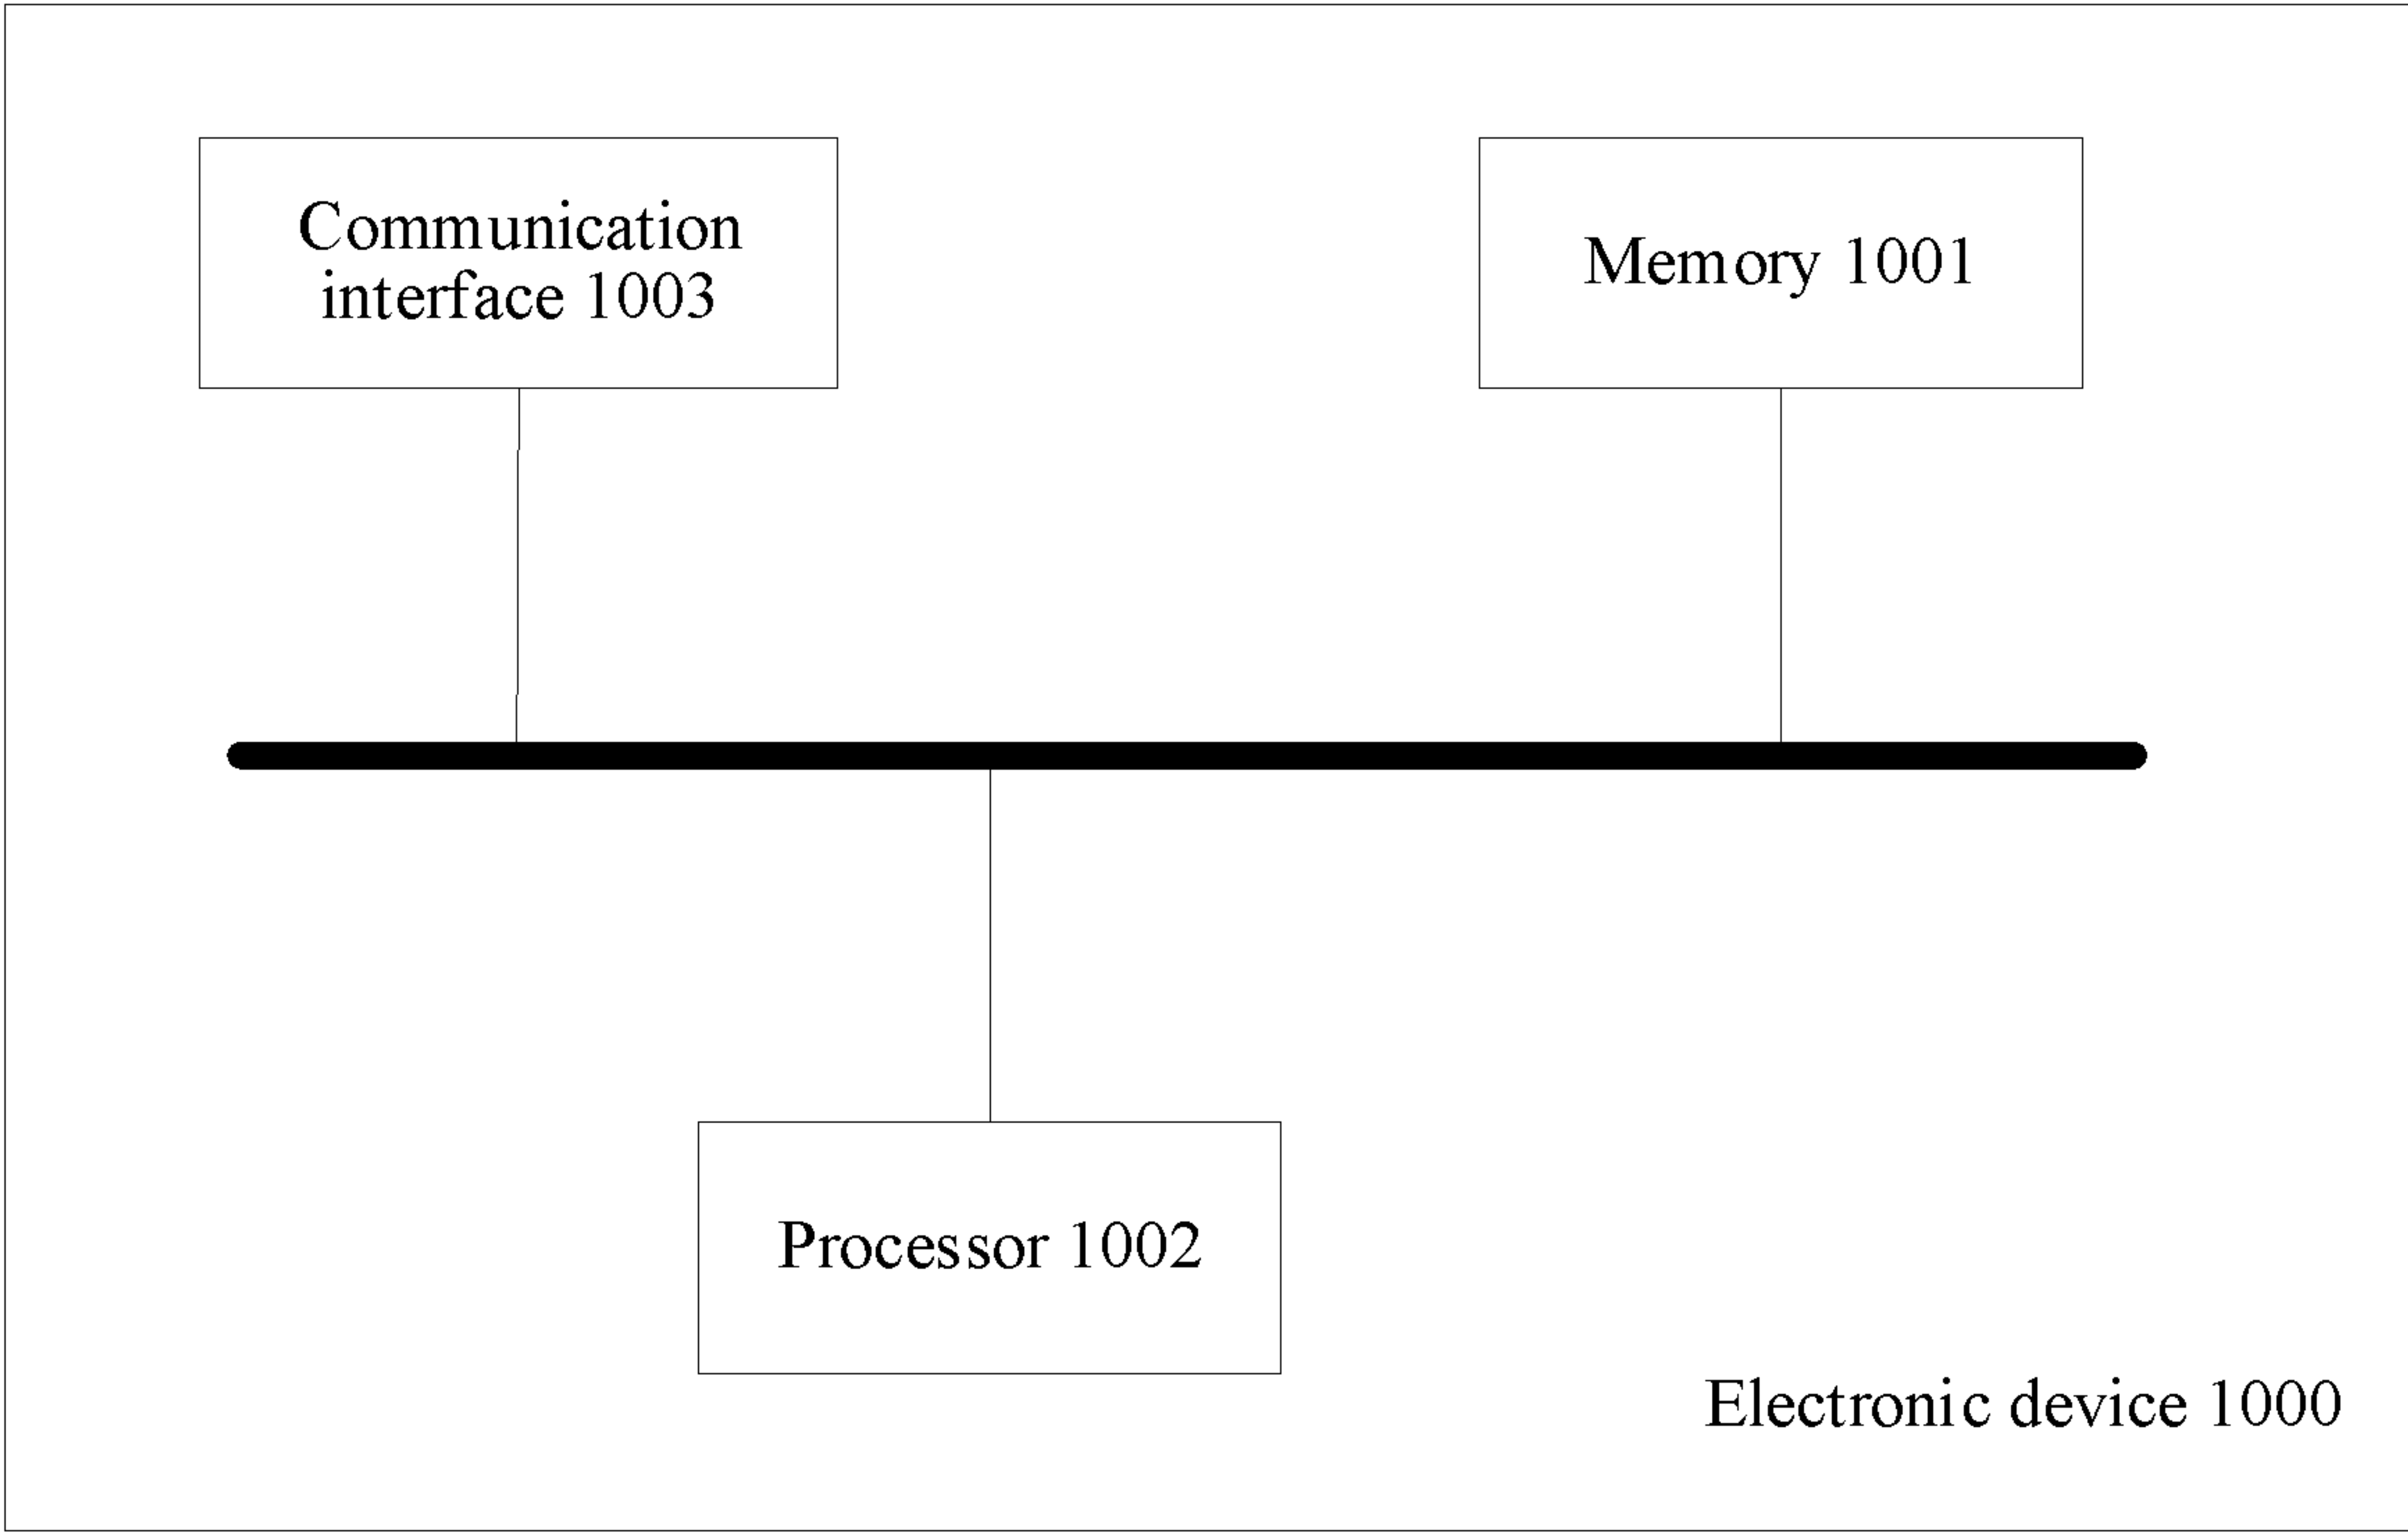 Communication
interface 1003
Memory 1001
Processor 1002
Electronic device 1000